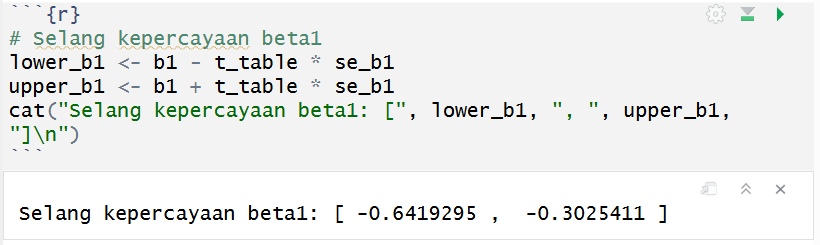 ```{r}
# Selang kepercayaan beta1
lower_b1 <- b1 - t_table * se_b1
upper_b1 <- b1 + t_table * se_b1
cat("Selang kepercayaan beta1: [", lower_b1, ", ", upper_b1,
"]\n")
```
Selang kepercayaan beta1: [ -0.6419295 ,  -0.3025411 ]